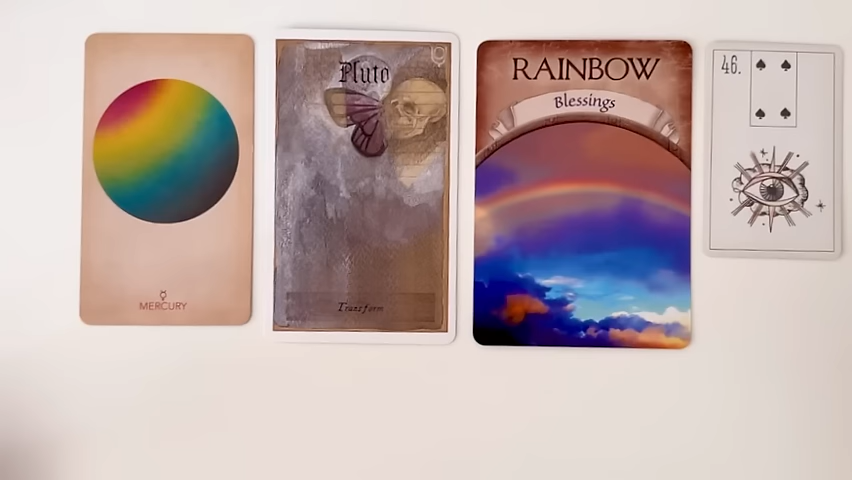 MERCURY
Pluto
Transform
RAINBOW
Blessings
46.